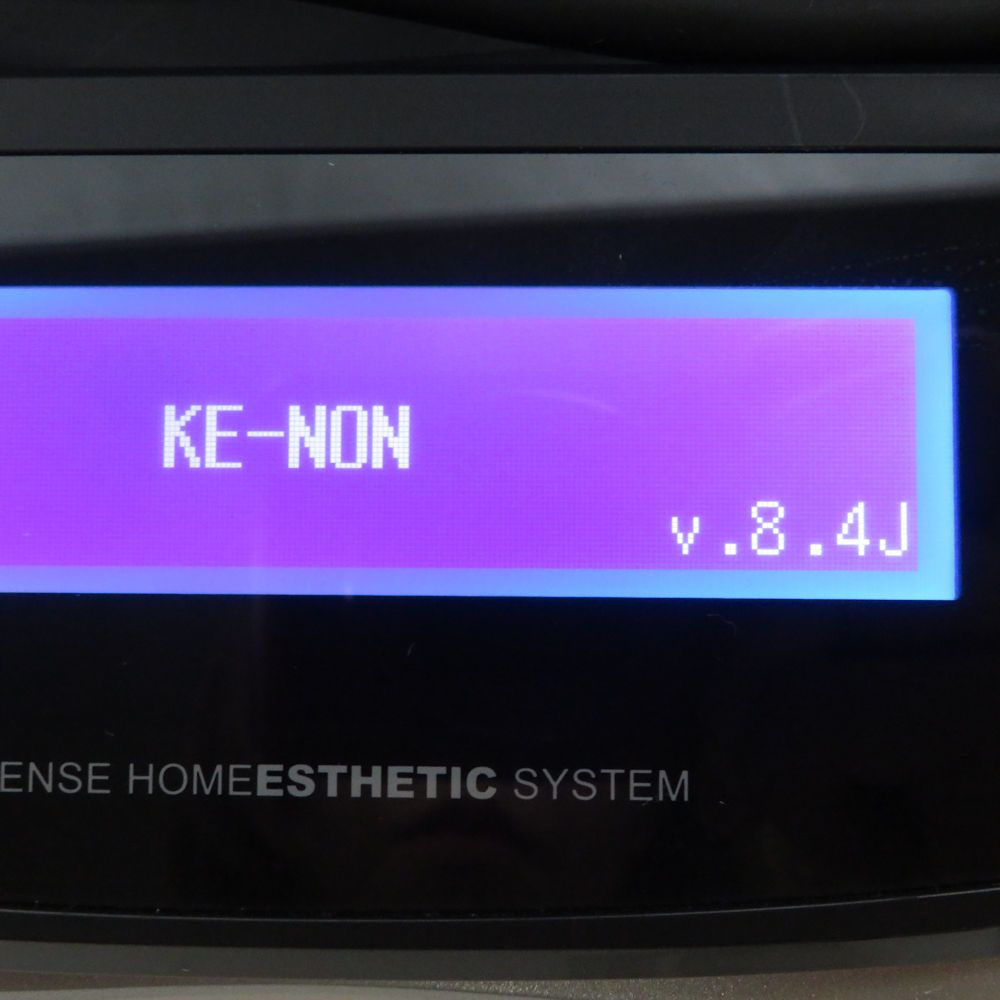 KE-NON
v.8.4J
ENSE HOMEESTHETIC SYSTEM